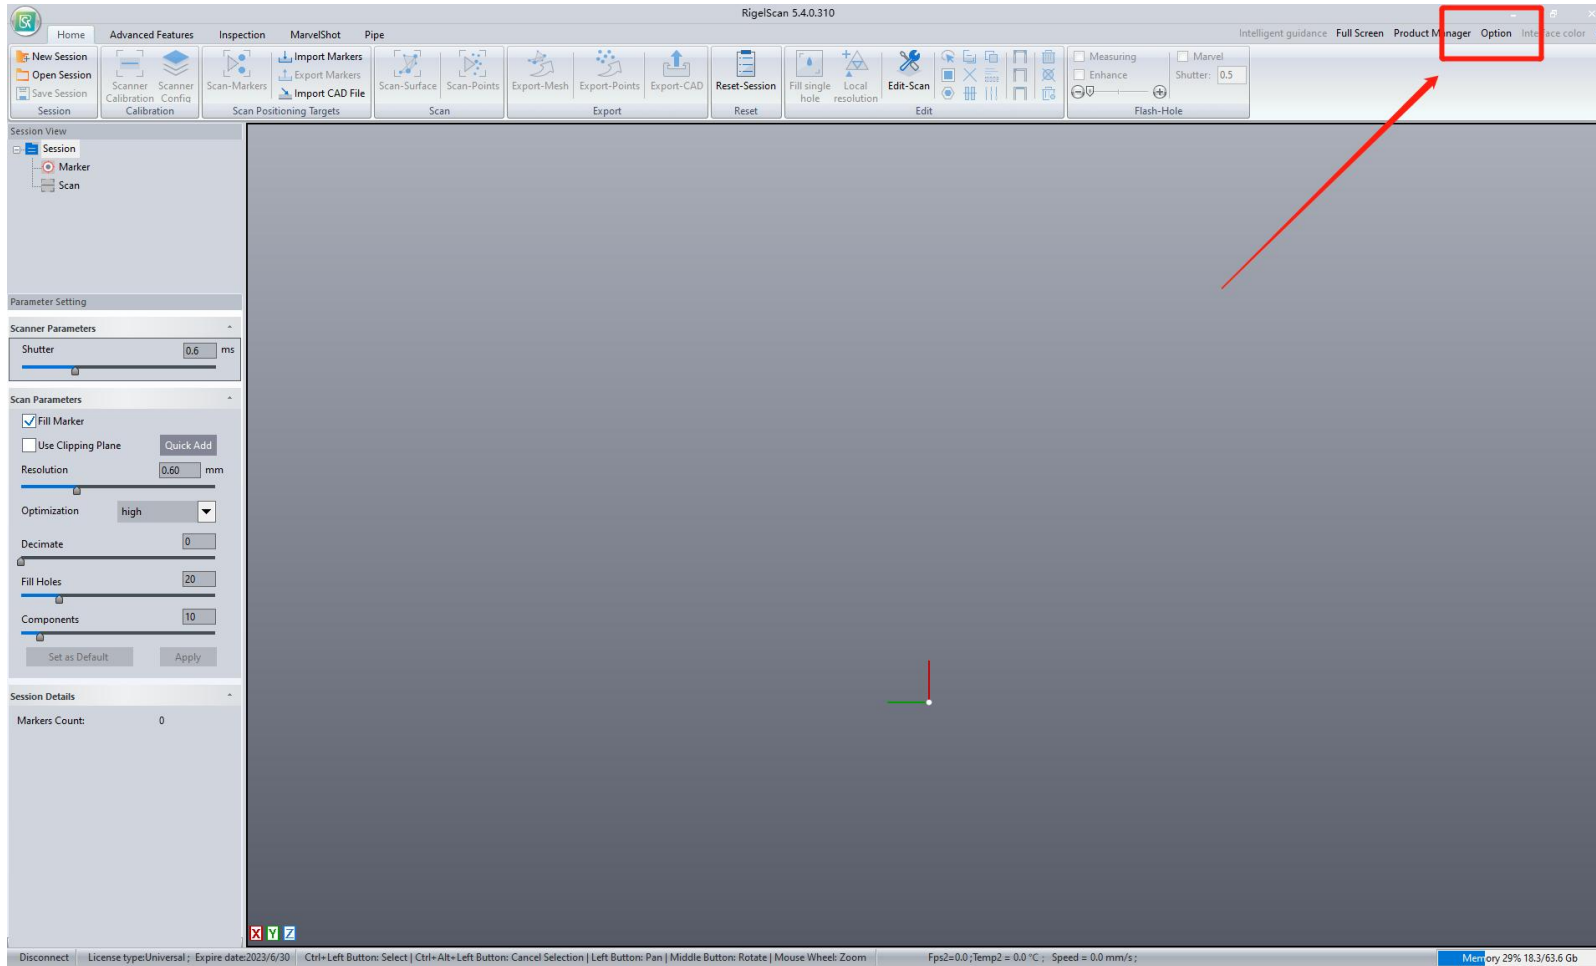 RigelScan 5.4.0.310
Home Advanced Features Inspection MarvelShot Pipe
Intelligent guidance Full Screen Product Manager Option Interface color
New Session
Open Session
Save Session
Session
Scanner Calibration
Scanner Config
Calibration
Scan-Markers
Import Markers
Export Markers
Import CAD File
Scan Positioning Targets
Scan-Surface Scan-Points
Scan
Export-Mesh Export-Points Export-CAD
Export
Reset-Session
Reset
Fill single hole
Local resolution
Edit-Scan
Edit
Measuring Marvel
Enhance Shutter: 0.5
Flash-Hole
Session View
Session
Marker
Scan
Parameter Setting
Scanner Parameters
Shutter 0.6 ms
Scan Parameters
Fill Marker
Use Clipping Plane Quick Add
Resolution 0.60 mm
Optimization high
Decimate 0
Fill Holes 20
Components 10
Set as Default Apply
Session Details
Markers Count: 0
X Y Z
Disconnect License type:Universal ; Expire date:2023/6/30 Ctrl+Left Button: Select | Ctrl+Alt+Left Button: Cancel Selection | Left Button: Pan | Middle Button: Rotate | Mouse Wheel: Zoom Fps2=0.0 ;Temp2 = 0.0 °C ; Speed = 0.0 mm/s ; Memory 29% 18.3/63.6 Gb